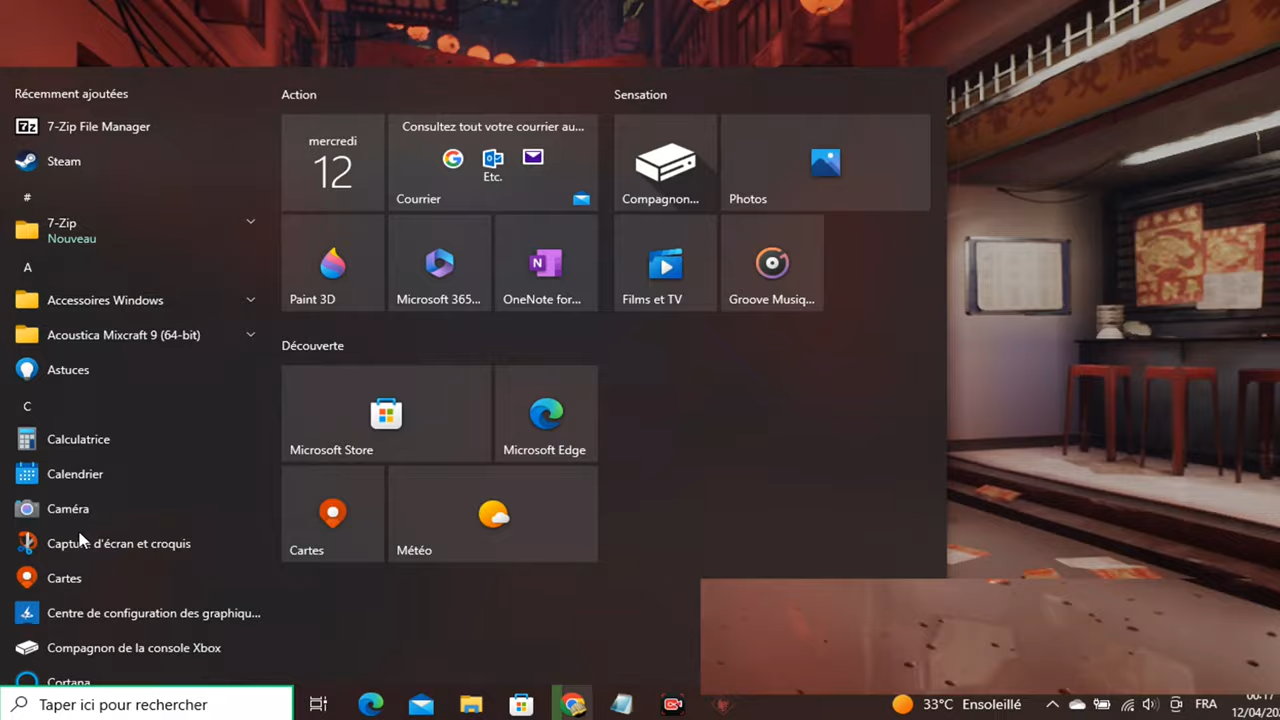 Récemment ajoutées
7-Zip File Manager
Steam
#
7-Zip
Nouveau
A
Accessoires Windows
Acoustica Mixcraft 9 (64-bit)
Astuces
C
Calculatrice
Calendrier
Caméra
Capture d'écran et croquis
Cartes
Centre de configuration des graphiqu...
Compagnon de la console Xbox
Cortana
Action
mercredi
12
Consultez tout votre courrier au...
Etc.
Courrier
Paint 3D
Microsoft 365...
OneNote for...
Sensation
Compagnon...
Photos
Films et TV
Groove Musiq...
Découverte
Microsoft Store
Microsoft Edge
Cartes
Météo
Taper ici pour rechercher
33°C Ensoleillé
FRA
00:17
12/04/20